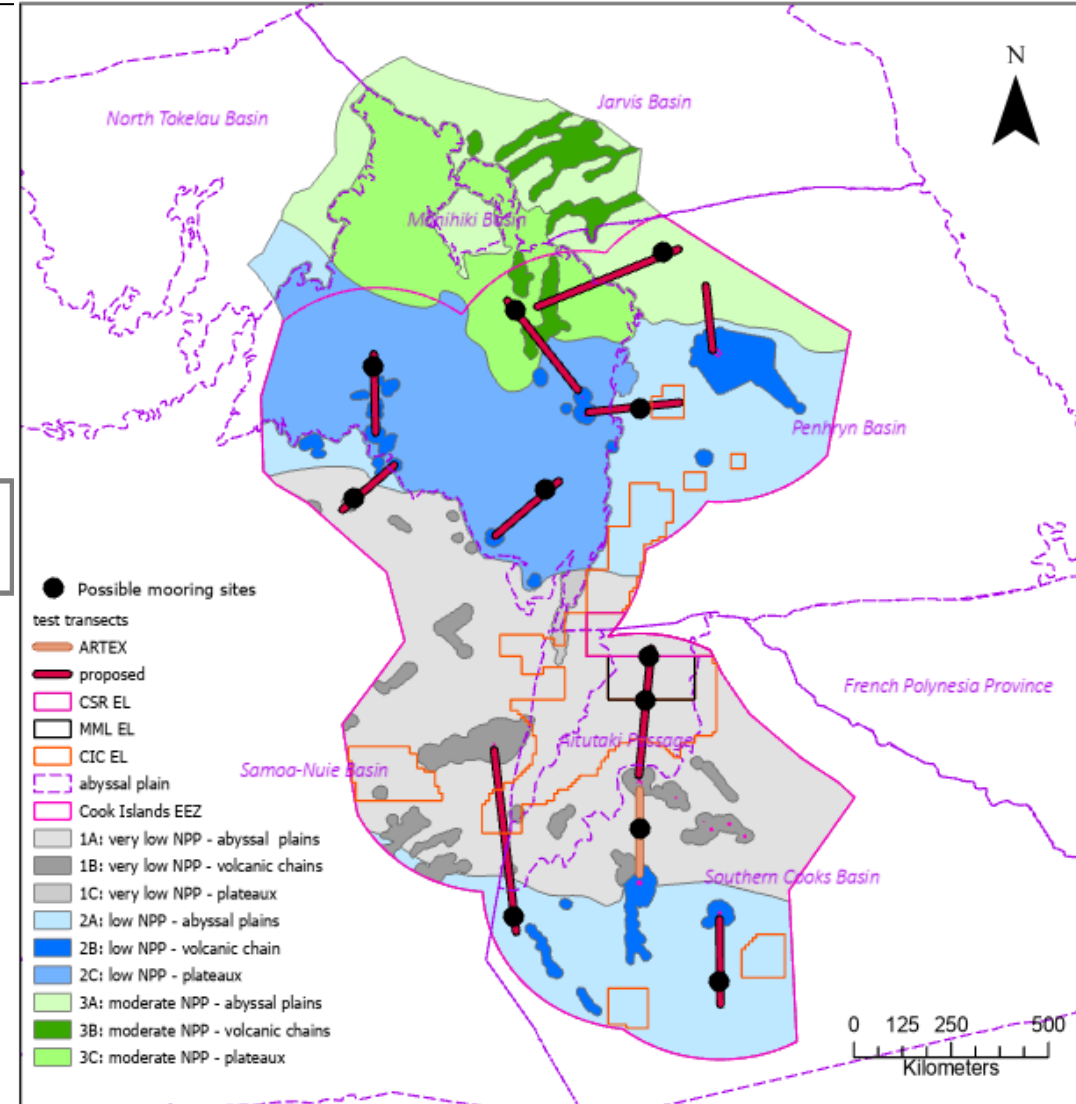 N
Jarvis Basin
North Tokelau Basin
Manihiki Basin
Penhryn Basin
Possible mooring sites
test transects
ARTEX
proposed
CSR EL
MML EL
CIC EL
abyssal plain
Cook Islands EEZ
1A: very low NPP - abyssal  plains
1B: very low NPP - volcanic chains
1C: very low NPP - plateaux
2A: low NPP - abyssal plains
2B: low NPP - volcanic chain
2C: low NPP - plateaux
3A: moderate NPP - abyssal plains
3B: moderate NPP - volcanic chains
3C: moderate NPP - plateaux
French Polynesia Province
Aitutaki Passage
Samoa-Nuie Basin
Southern Cooks Basin
0 125 250 500
Kilometers